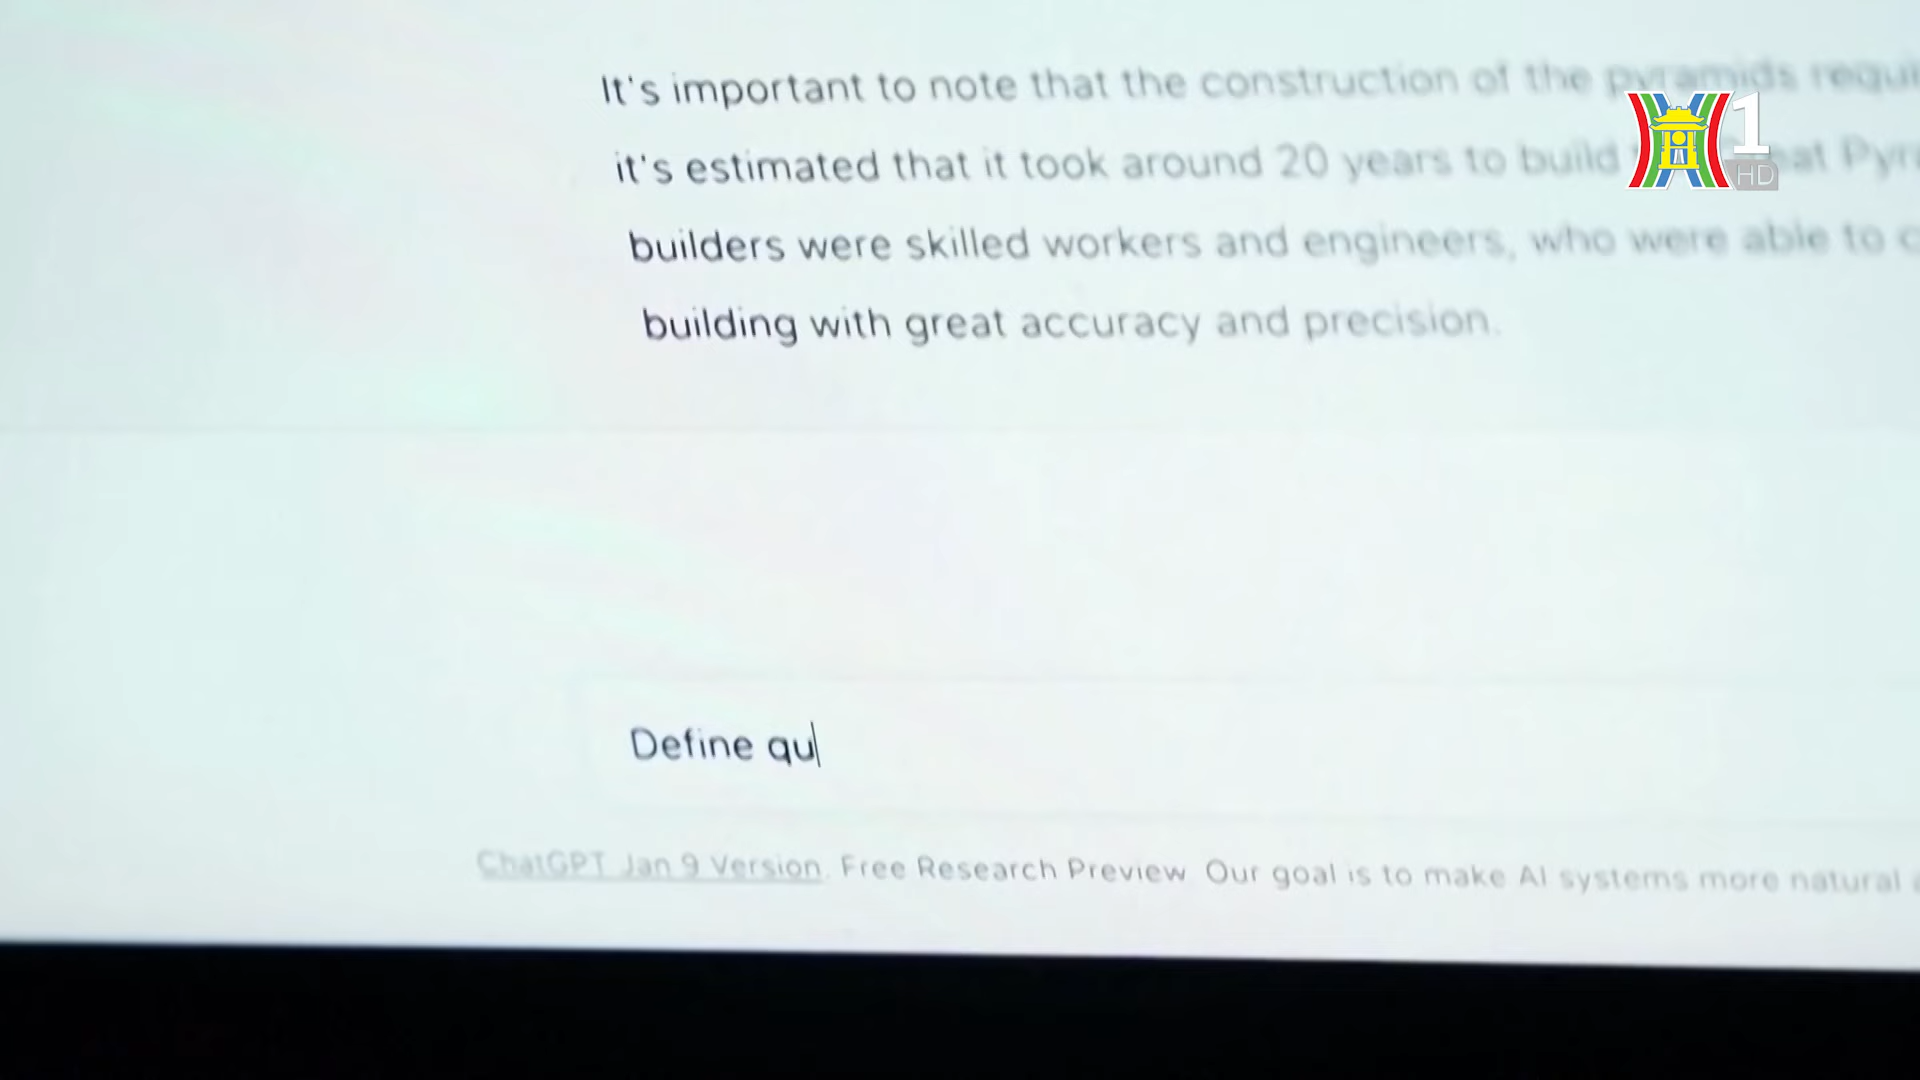 It's important to note that the construction of the pyramids requi
it's estimated that it took around 20 years to build
builders were skilled workers and engineers, who were able to
building with great accuracy and precision.
1
HD
Define qu
ChatGPT Jan 9 Version. Free Research Preview. Our goal is to make AI systems more natural